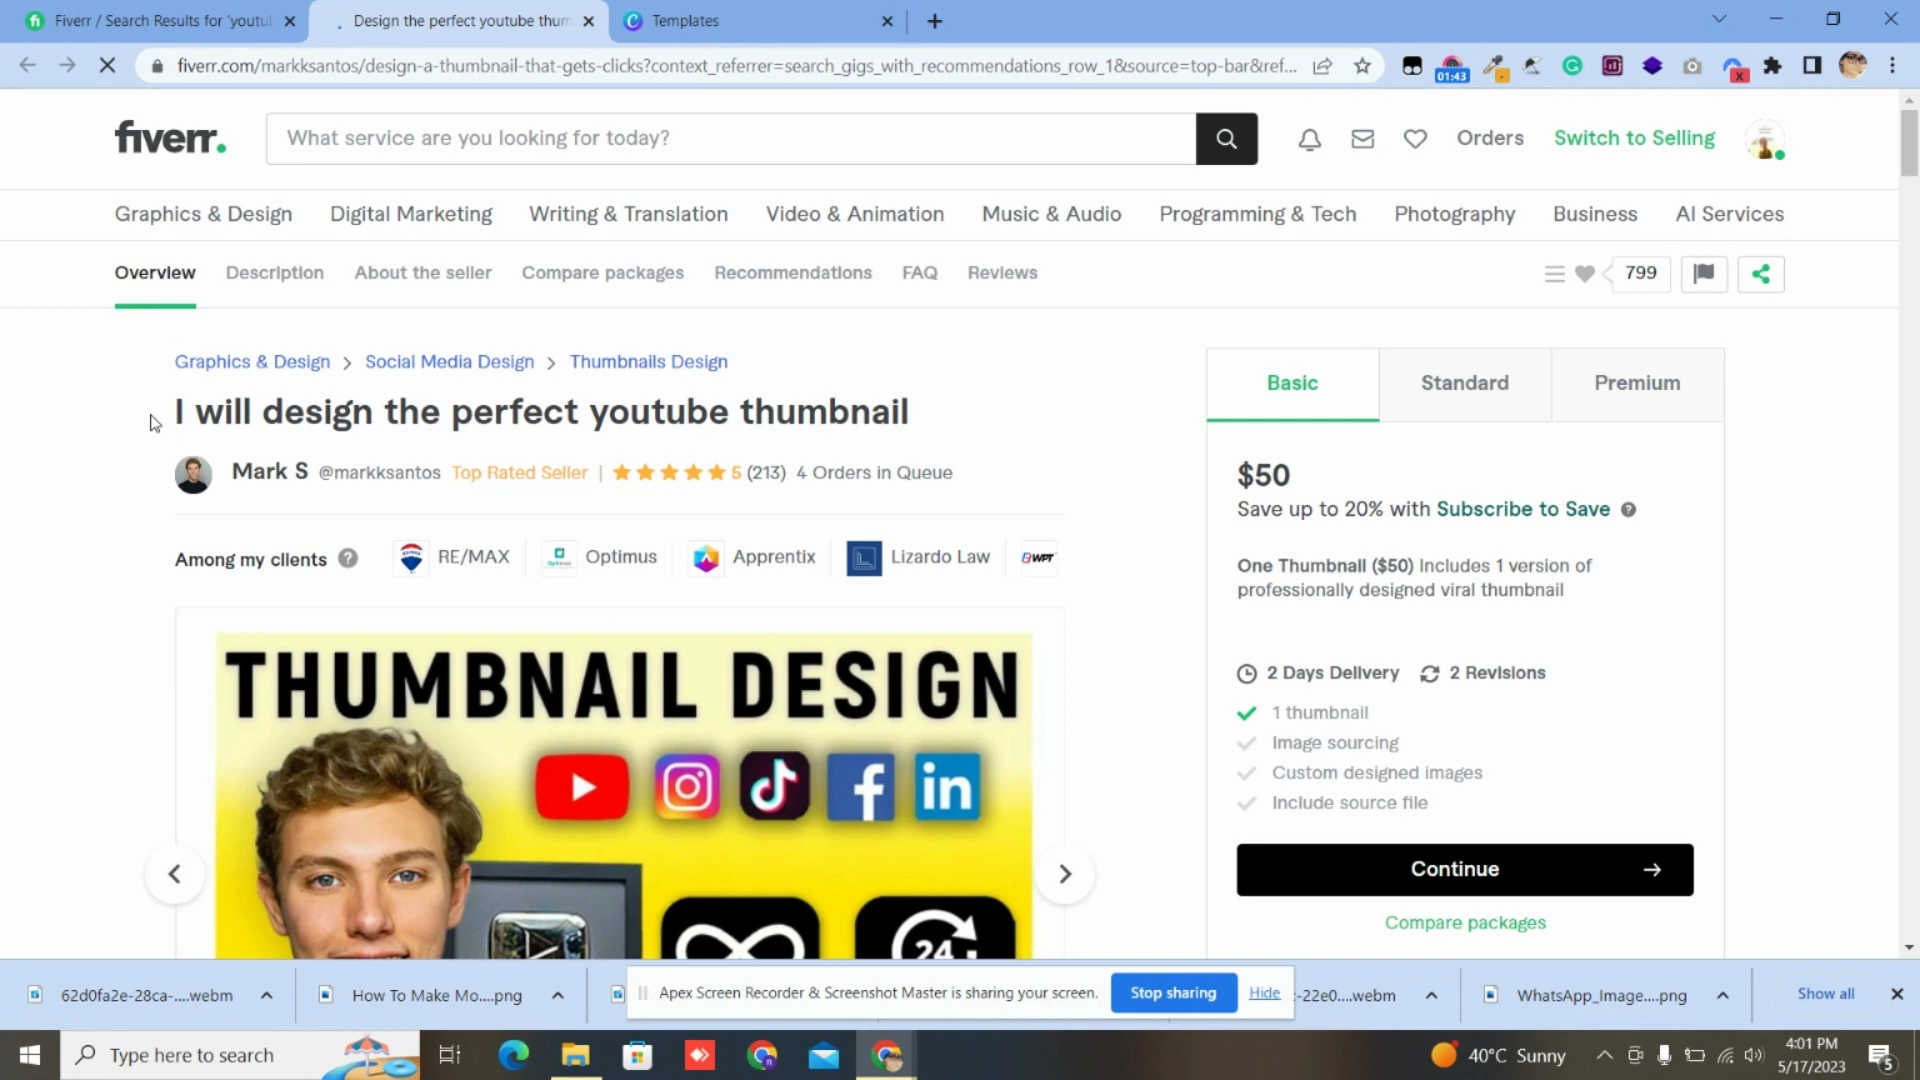 Fiverr / Search Results for 'youtu
Design the perfect youtube thum
Templates
fiverr.com/markksantos/design-a-thumbnail-that-gets-clicks?context_referrer=search_gigs_with_recommendations_row_1&source=top-bar&ref...
01:43
fiverr.
What service are you looking for today?
Orders
Switch to Selling
Graphics & Design
Digital Marketing
Writing & Translation
Video & Animation
Music & Audio
Programming & Tech
Photography
Business
AI Services
Overview
Description
About the seller
Compare packages
Recommendations
FAQ
Reviews
799
Graphics & Design > Social Media Design > Thumbnails Design
I will design the perfect youtube thumbnail
Mark S @markksantos Top Rated Seller | 5 (213) 4 Orders in Queue
Among my clients
RE/MAX
Optimus
Apprentix
Lizardo Law
WPT
THUMBNAIL DESIGN
in
24
Basic
Standard
Premium
$50
Save up to 20% with Subscribe to Save
One Thumbnail ($50) Includes 1 version of
professionally designed viral thumbnail
2 Days Delivery
2 Revisions
1 thumbnail
Image sourcing
Custom designed images
Include source file
Continue
Compare packages
62d0fa2e-28ca-....webm
How To Make Mo....png
Apex Screen Recorder & Screenshot Master is sharing your screen.
Stop sharing
Hide
-22e0....webm
WhatsApp_Image....png
Show all
Type here to search
40°C Sunny
4:01 PM
5/17/2023
5